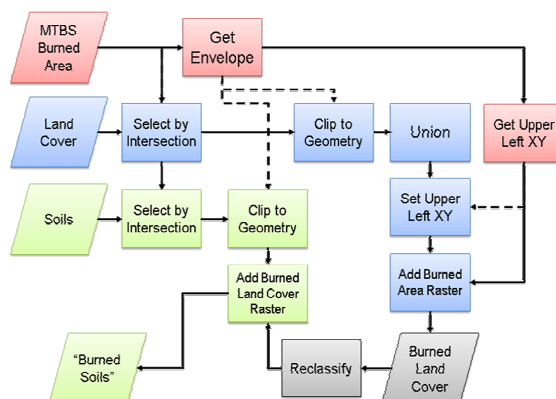 MTBS
Burned
Area
Get
Envelope
Land
Cover
Select by
Intersection
Clip to
Geometry
Union
Get Upper
Left XY
Soils
Select by
Intersection
Clip to
Geometry
Set Upper
Left XY
Add Burned
Land Cover
Raster
Add Burned
Area Raster
“Burned
Soils”
Reclassify
Burned
Land
Cover